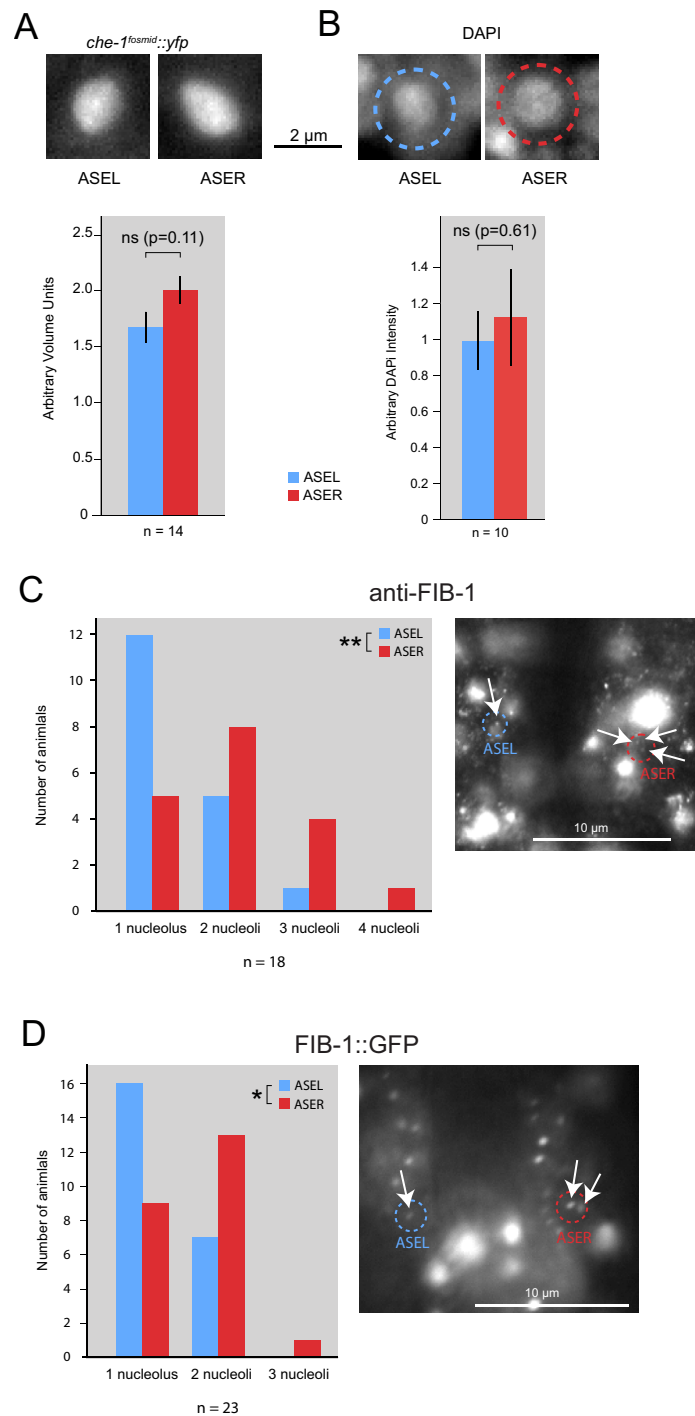 A
che-1fosmid::yfp
ASEL
ASER
2 µm
B
DAPI
ASEL
ASER
ns (p=0.11)
Arbitrary Volume Units
2.5
2.0
1.5
1.0
0.5
0
n = 14
ASEL
ASER
ns (p=0.61)
Arbitrary DAPi Intensity
1.4
1.2
1
0.8
0.6
0.4
0.2
0
n = 10
C
anti-FIB-1
Number of animlals
12
10
8
6
4
2
0
** ASEL
ASER
1 nucleolus 2 nucleoli 3 nucleoli 4 nucleoli
n = 18
ASEL
ASER
10 µm
D
FIB-1::GFP
Number of animlals
16
14
12
10
8
6
4
2
0
* ASEL
ASER
1 nucleolus 2 nucleoli 3 nucleoli
n = 23
ASEL
ASER
10 µm